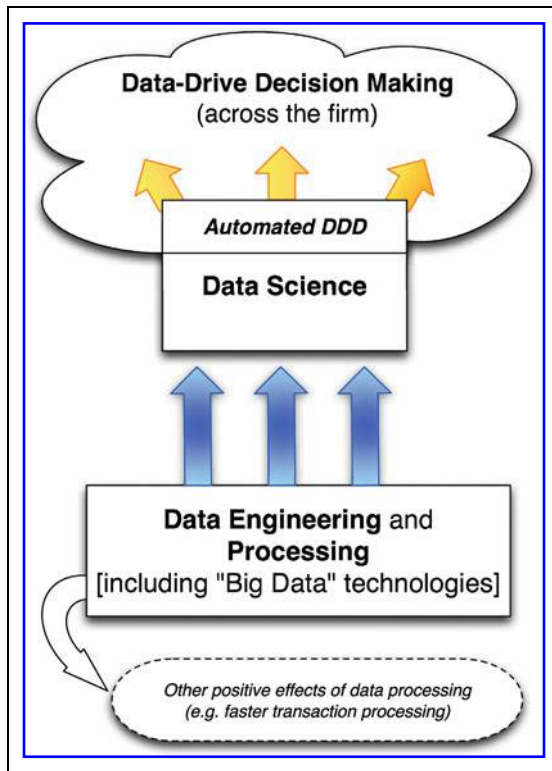 Data-Drive Decision Making
(across the firm)
Automated DDD
Data Science
Data Engineering and
Processing
[including "Big Data" technologies]
Other positive effects of data processing
(e.g. faster transaction processing)